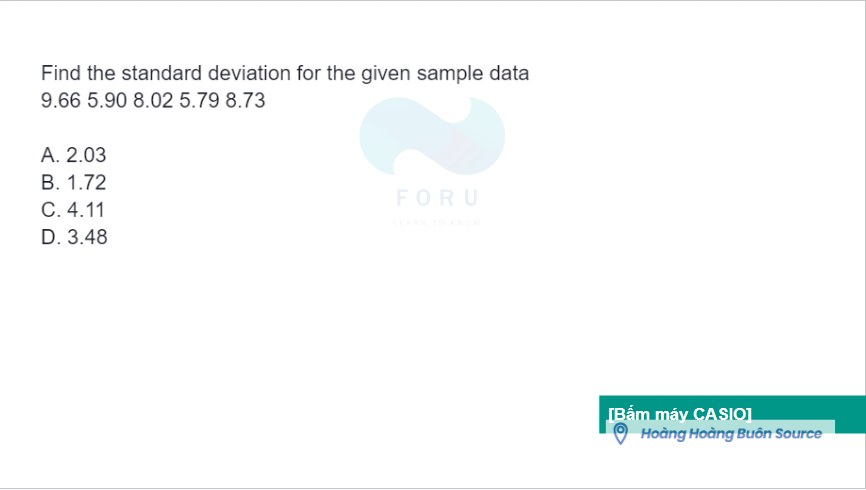 Find the standard deviation for the given sample data
9.66 5.90 8.02 5.79 8.73
A. 2.03
B. 1.72
C. 4.11
D. 3.48
FORU
[Bấm máy CASIO]
Hoàng Hoàng Buôn Source